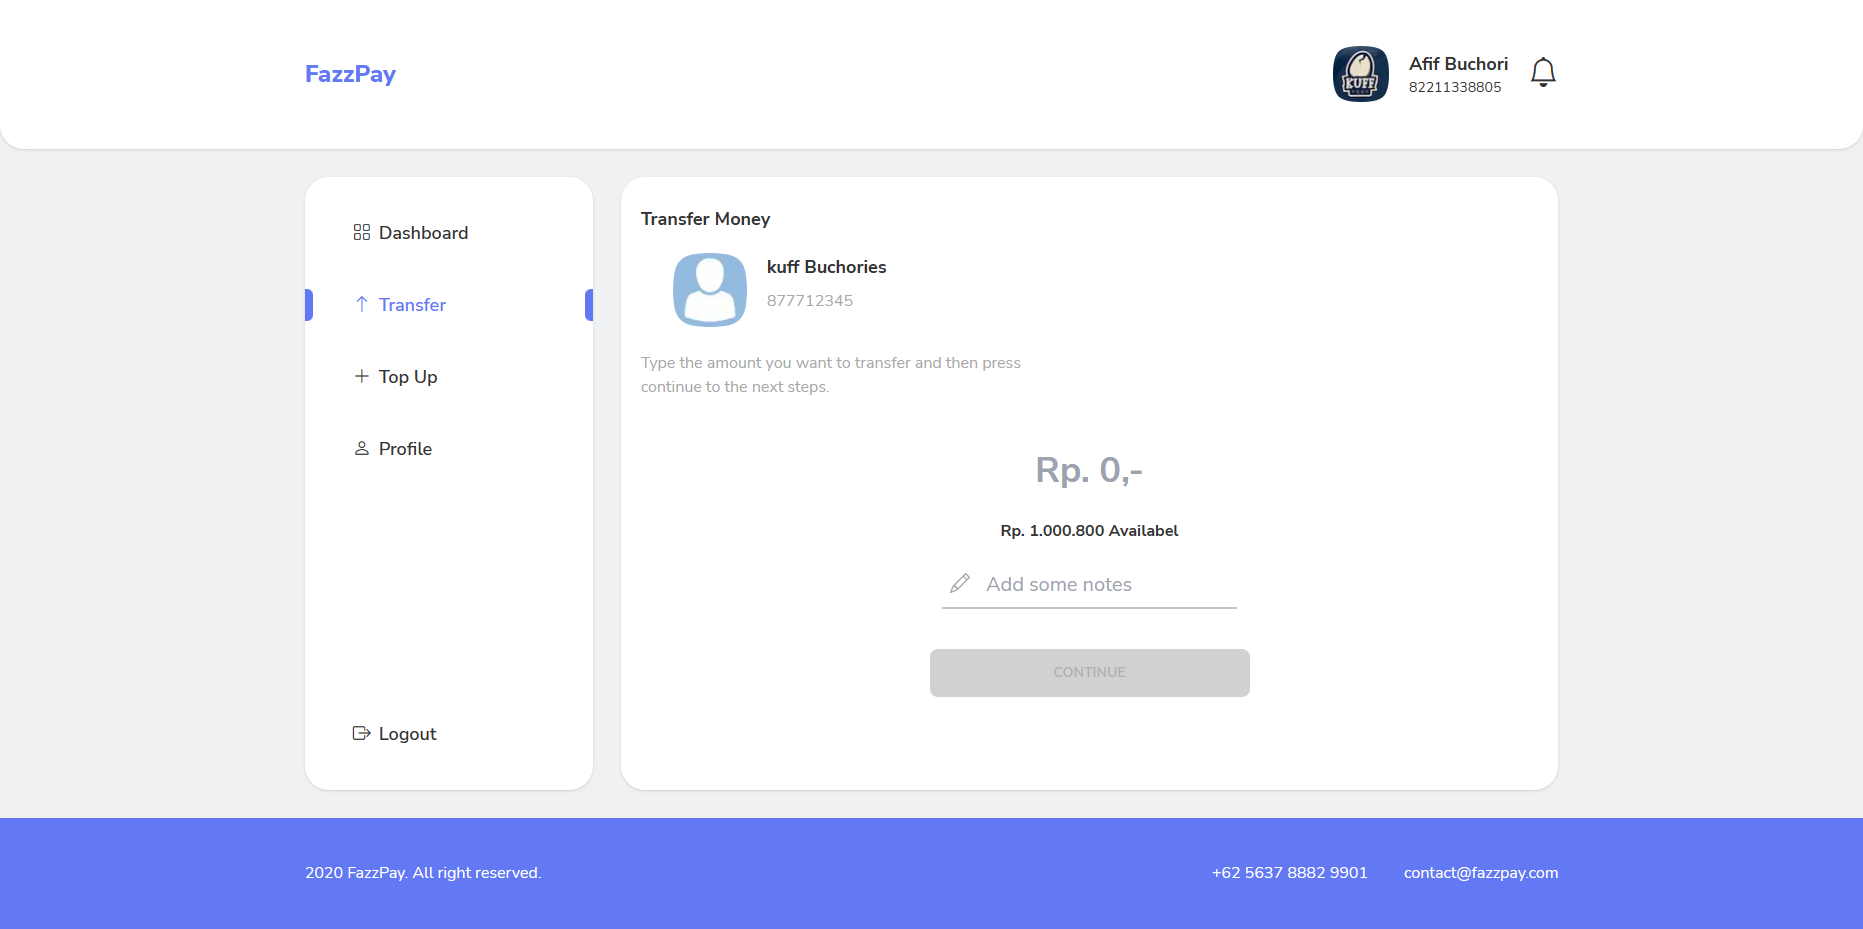 FazzPay
KUFF
Afif Buchori
82211338805
Dashboard
Transfer
Top Up
Profile
Logout
Transfer Money
kuff Buchories
877712345
Type the amount you want to transfer and then press
continue to the next steps.
Rp. 0,-
Rp. 1.000.800 Availabel
Add some notes
CONTINUE
2020 FazzPay. All right reserved.
+62 5637 8882 9901
contact@fazzpay.com